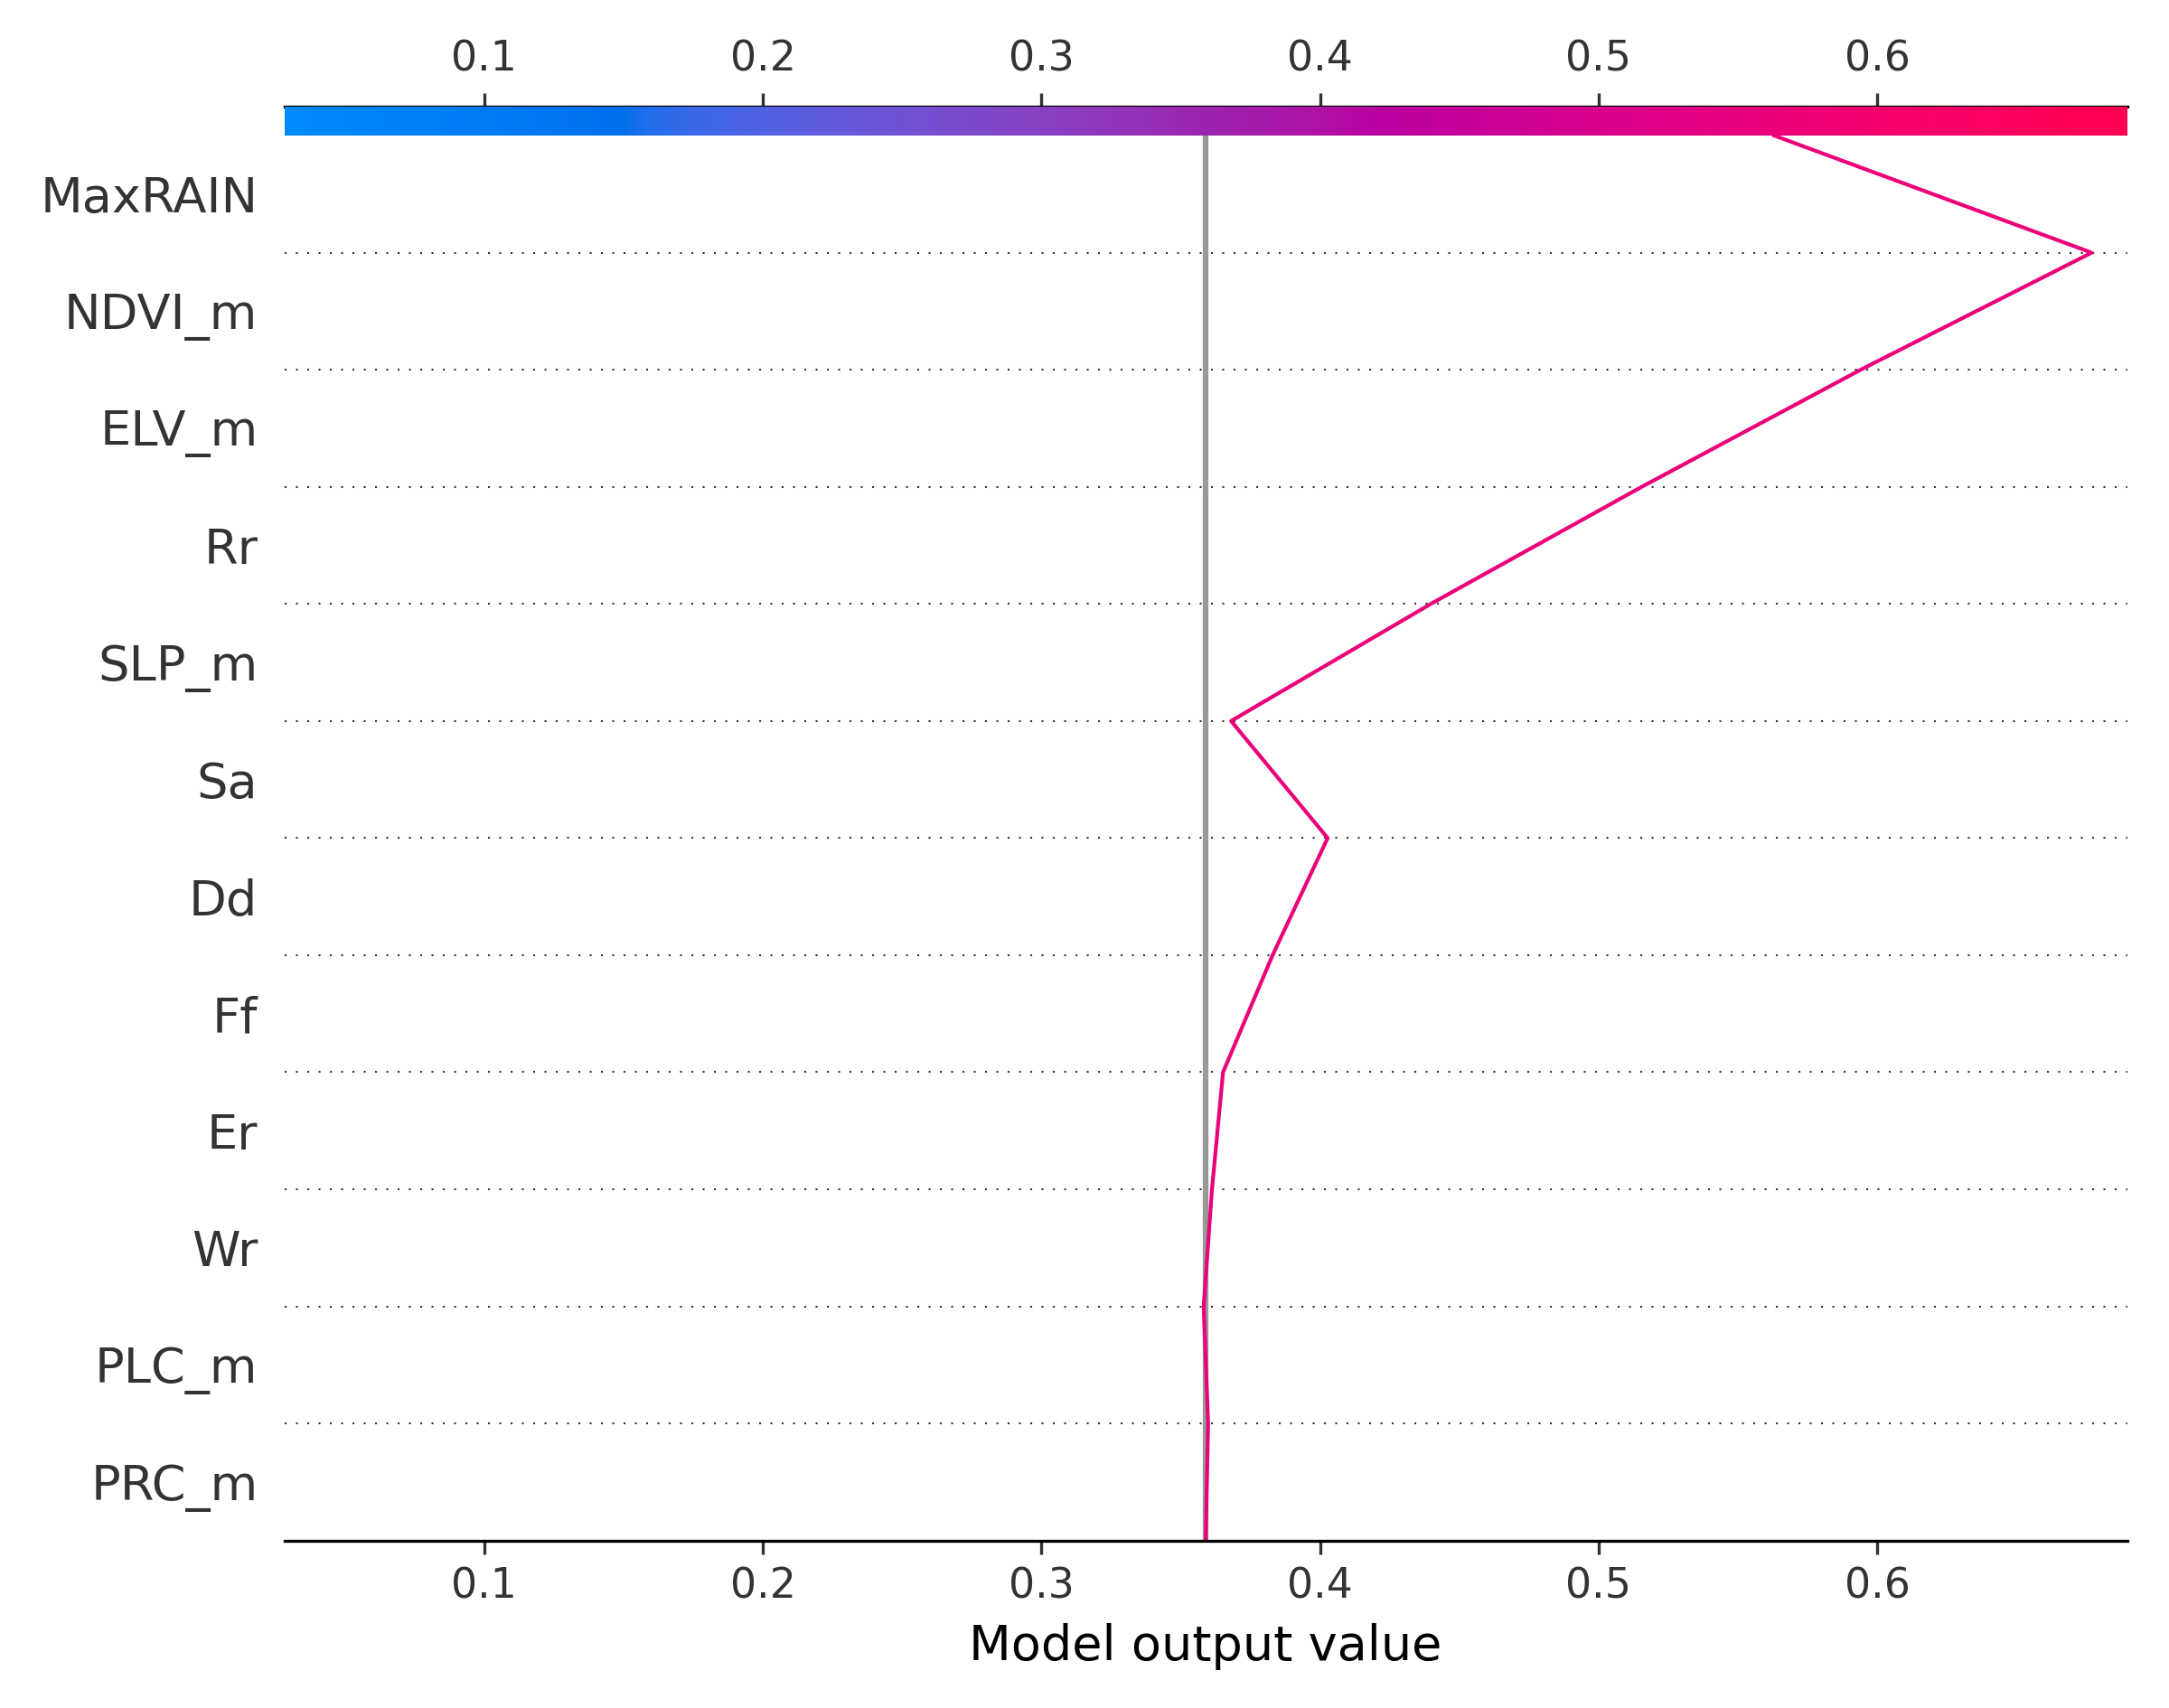 0.1 0.2 0.3 0.4 0.5 0.6
MaxRAIN
NDVI_m
ELV_m
Rr
SLP_m
Sa
Dd
Ff
Er
Wr
PLC_m
PRC_m
0.1 0.2 0.3 0.4 0.5 0.6
Model output value